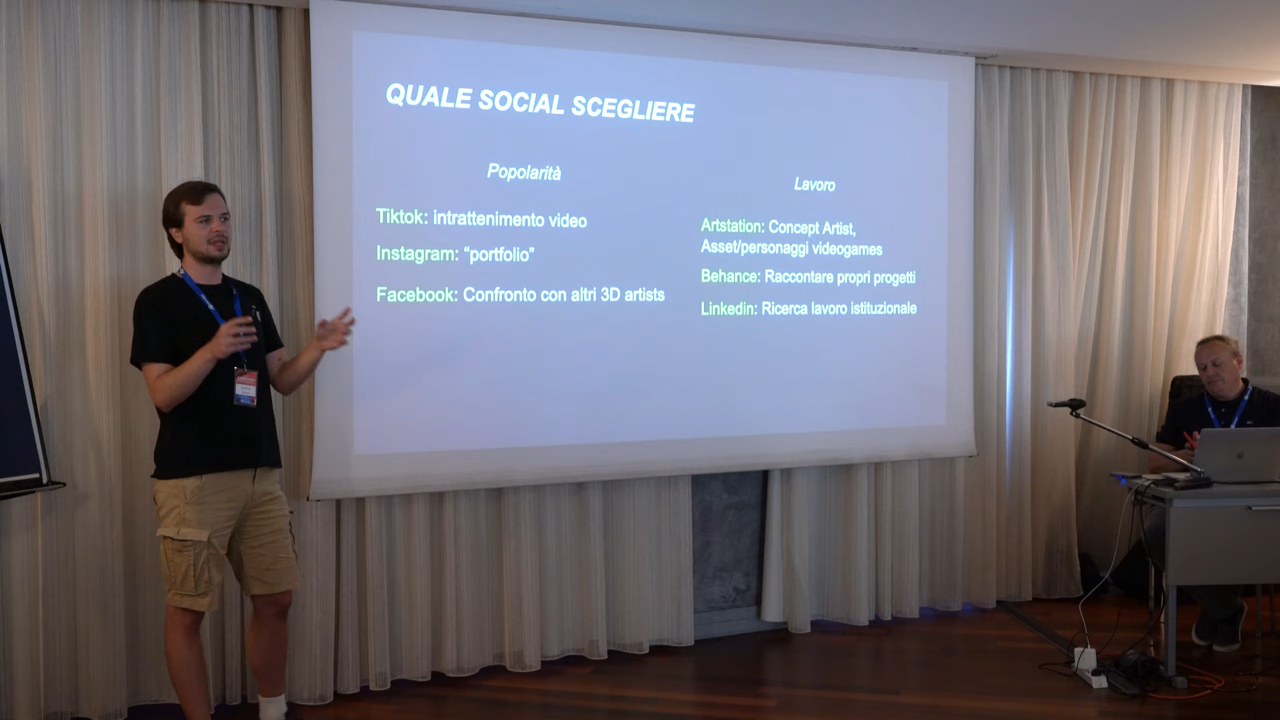 QUALE SOCIAL SCEGLIERE
Popolarità
Tiktok: intrattenimento video
Instagram: “portfolio”
Facebook: Confronto con altri 3D artists
Lavoro
Artstation: Concept Artist,
Asset/personaggi videogames
Behance: Raccontare propri progetti
Linkedin: Ricerca lavoro istituzionale